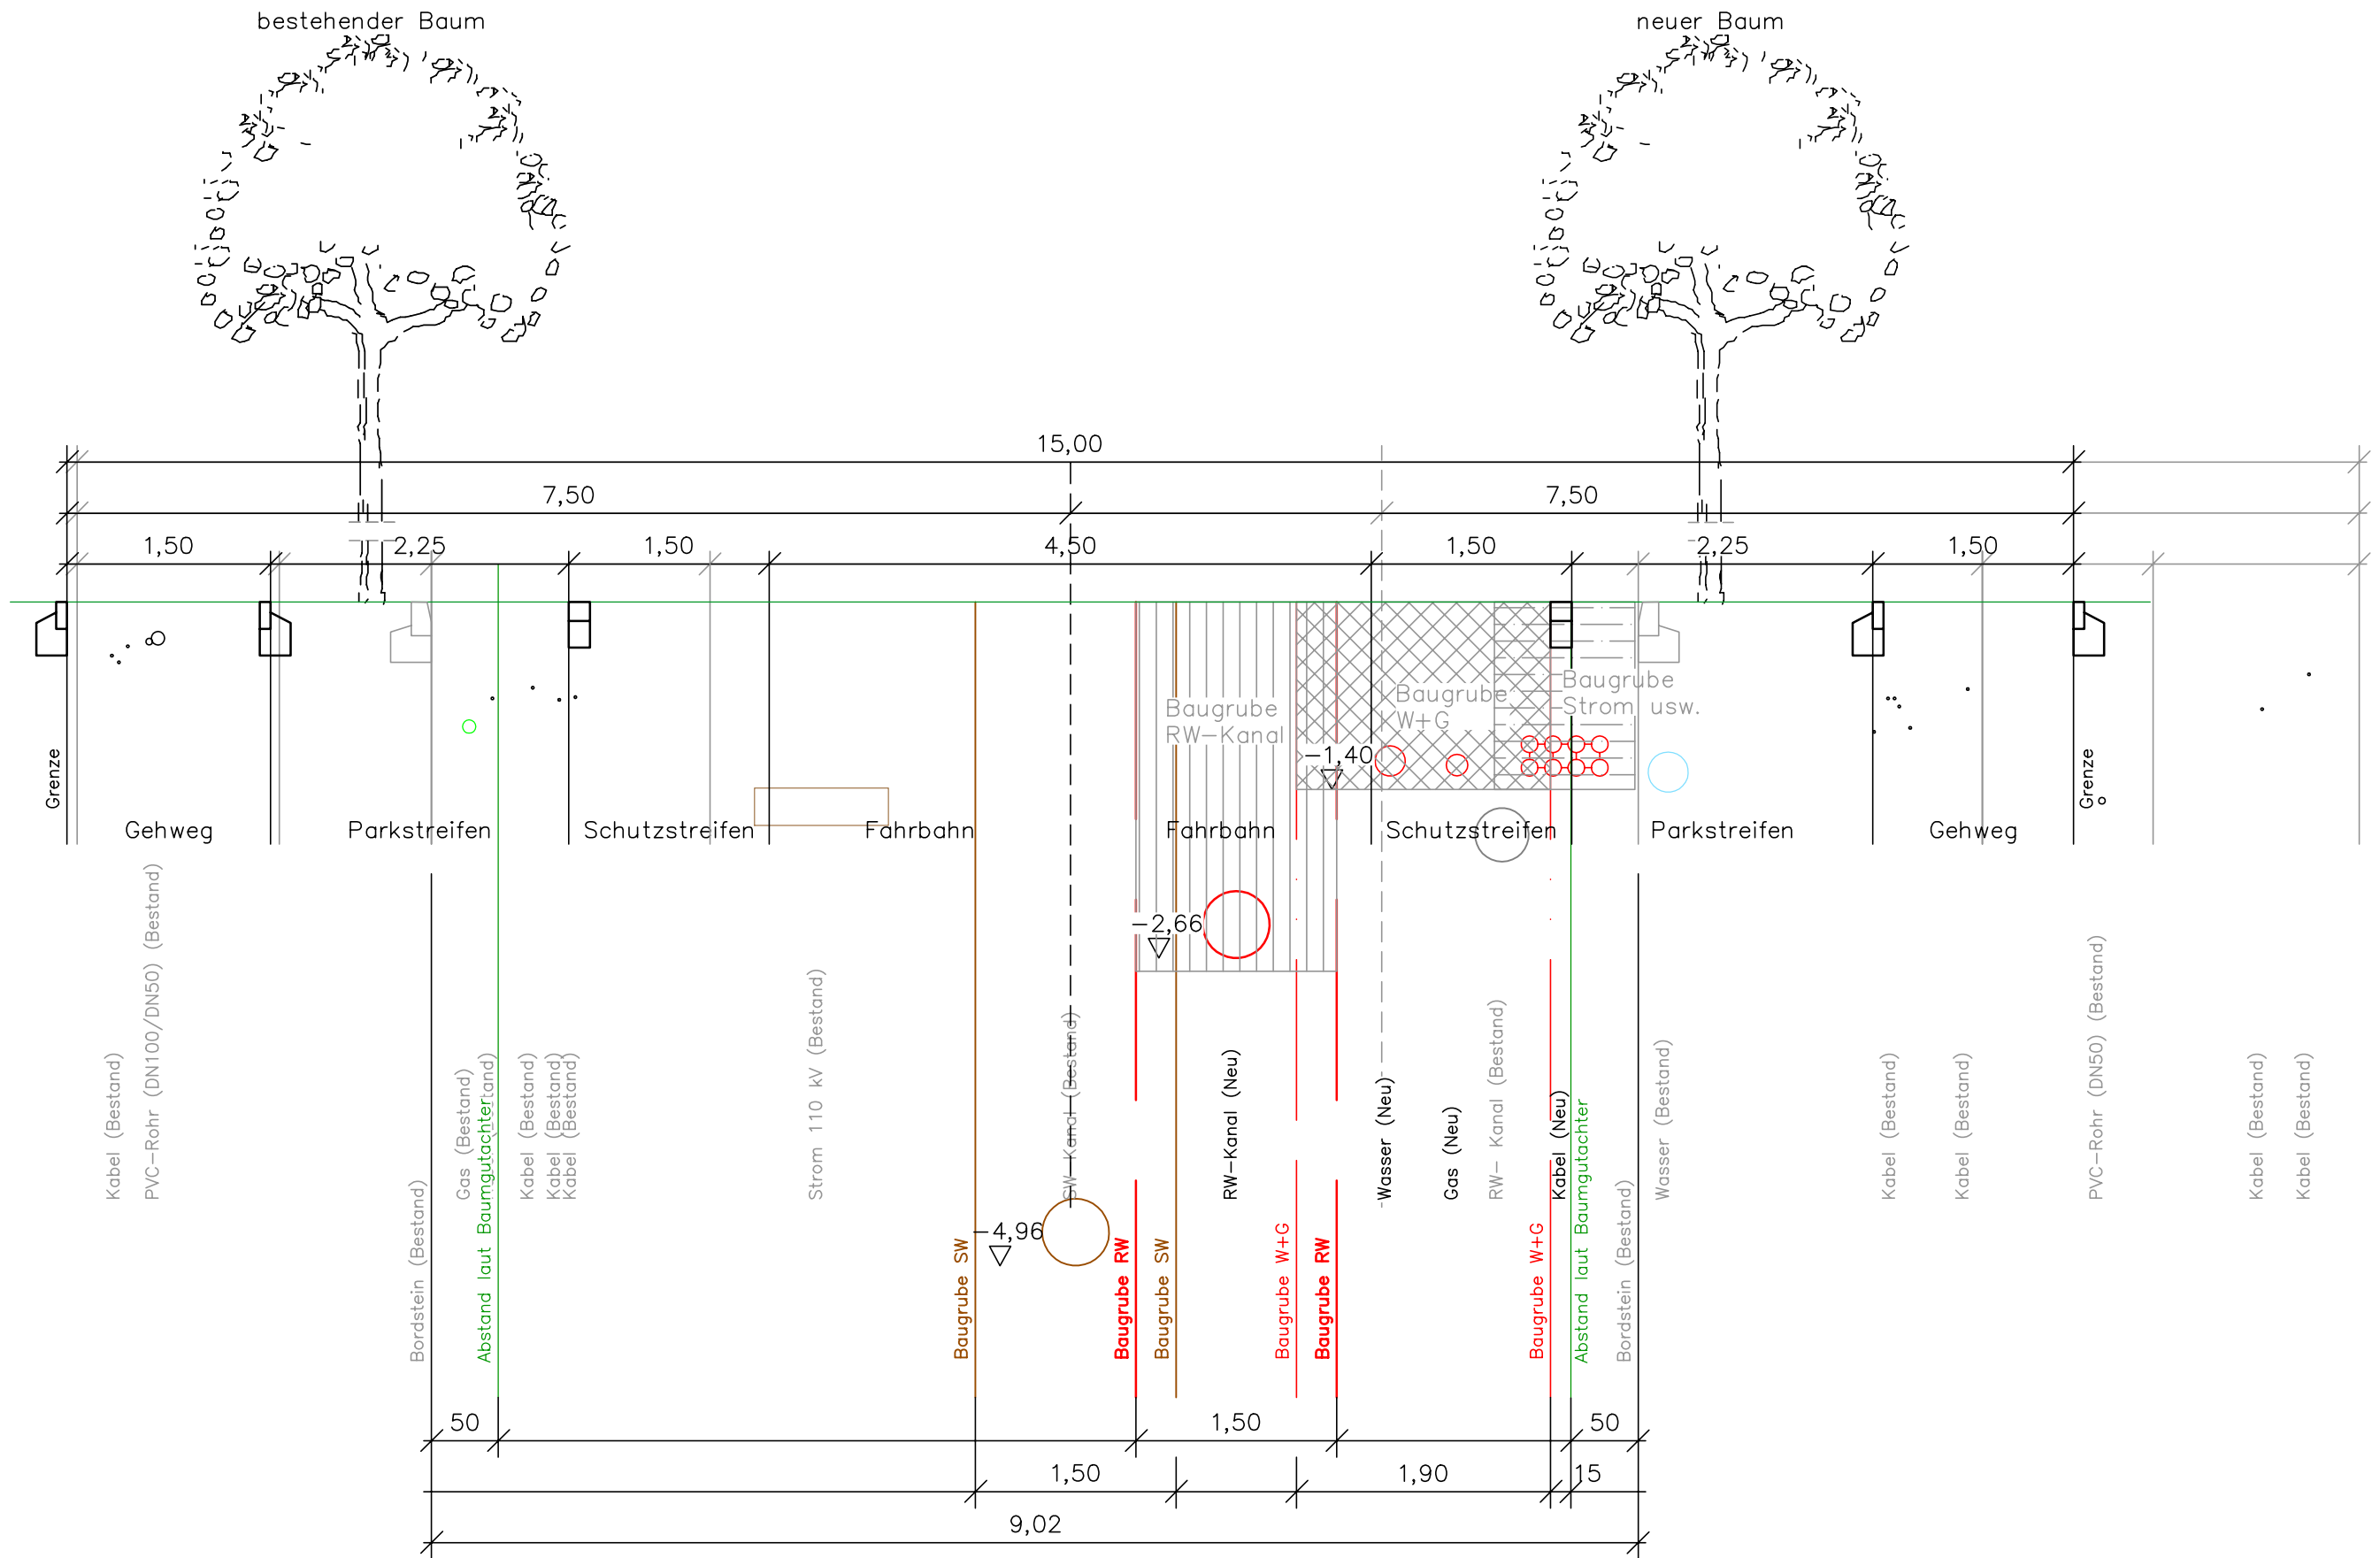 bestehender Baum
neuer Baum
15,00
7,50
7,50
1,50
2,25
1,50
4,50
1,50
2,25
1,50
Baugrube
RW-Kanal
Baugrube
W+G
Baugrube
Strom usw.
-1,40
-2,66
-4,96
Grenze
Grenze
Gehweg
Parkstreifen
Schutzstreifen
Fahrbahn
Fahrbahn
Schutzstreifen
Parkstreifen
Gehweg
Kabel (Bestand)
PVC-Rohr (DN100/DN50) (Bestand)
Bordstein (Bestand)
Gas (Bestand)
Abstand laut Baumgutachter
Kabel (Bestand)
Kabel (Bestand)
Kabel (Bestand)
Strom 110 kV (Bestand)
SW-Kanal (Bestand)
RW-Kanal (Neu)
Wasser (Neu)
Gas (Neu)
RW- Kanal (Bestand)
Kabel (Neu)
Abstand laut Baumgutachter
Bordstein (Bestand)
Wasser (Bestand)
Kabel (Bestand)
Kabel (Bestand)
PVC-Rohr (DN50) (Bestand)
Kabel (Bestand)
Kabel (Bestand)
Baugrube SW
Baugrube RW
Baugrube SW
Baugrube W+G
Baugrube RW
Baugrube W+G
50
1,50
50
1,50
1,90
15
9,02